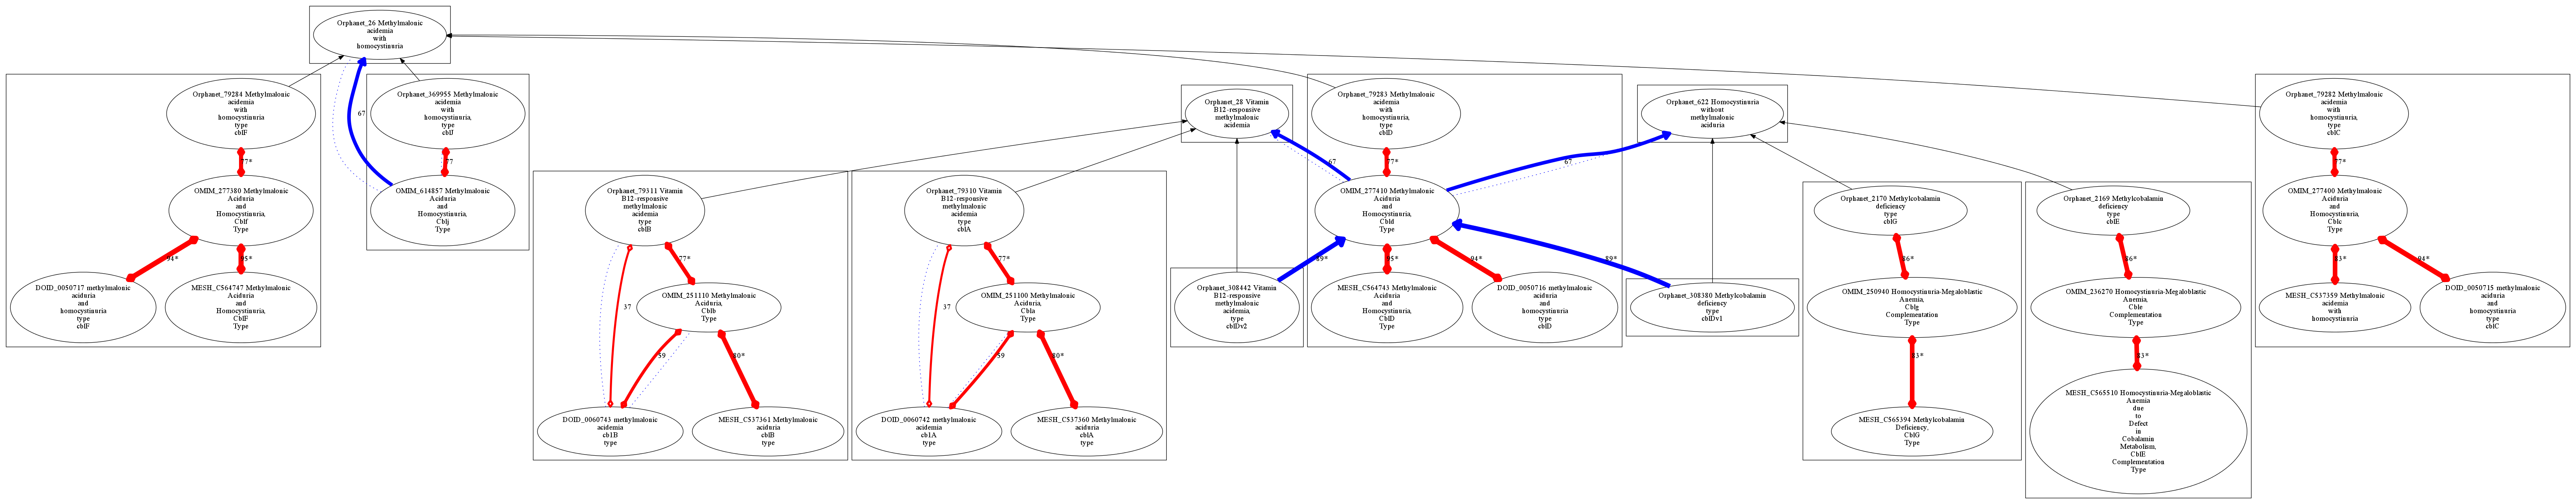 Orphanet_26 Methylmalonic
acidemia
with
homocystinuria
Orphanet_79284 Methylmalonic
acidemia
with
homocystinuria
type
cblF
77*
OMIM_277380 Methylmalonic
Aciduria
and
Homocystinuria,
Cblf
Type
94*
95*
DOID_0050717 methylmalonic
aciduria
and
homocystinuria
type
cblF
MESH_C564747 Methylmalonic
Aciduria
and
Homocystinuria,
CblF
Type
67
Orphanet_369955 Methylmalonic
acidemia
with
homocystinuria,
type
cblJ
77
OMIM_614857 Methylmalonic
Aciduria
and
Homocystinuria,
Cblj
Type
Orphanet_79311 Vitamin
B12-responsive
methylmalonic
acidemia
type
cblB
77*
37
OMIM_251110 Methylmalonic
Aciduria,
Cblb
Type
59
80*
DOID_0060743 methylmalonic
acidemia
cb1B
type
MESH_C537361 Methylmalonic
aciduria
cblB
type
Orphanet_79310 Vitamin
B12-responsive
methylmalonic
acidemia
type
cblA
77*
37
OMIM_251100 Methylmalonic
Aciduria,
Cbla
Type
59
80*
DOID_0060742 methylmalonic
acidemia
cb1A
type
MESH_C537360 Methylmalonic
aciduria
cblA
type
Orphanet_28 Vitamin
B12-responsive
methylmalonic
acidemia
67
Orphanet_308442 Vitamin
B12-responsive
methylmalonic
acidemia,
type
cblDv2
89*
Orphanet_79283 Methylmalonic
acidemia
with
homocystinuria,
type
cblD
77*
OMIM_277410 Methylmalonic
Aciduria
and
Homocystinuria,
Cbld
Type
95*
94*
MESH_C564743 Methylmalonic
Aciduria
and
Homocystinuria,
CblD
Type
DOID_0050716 methylmalonic
aciduria
and
homocystinuria
type
cblD
67
89*
Orphanet_622 Homocystinuria
without
methylmalonic
aciduria
Orphanet_308380 Methylcobalamin
deficiency
type
cblDv1
Orphanet_2170 Methylcobalamin
deficiency
type
cblG
86*
OMIM_250940 Homocystinuria-Megaloblastic
Anemia,
Cblg
Complementation
Type
83*
MESH_C565394 Methylcobalamin
Deficiency,
CblG
Type
Orphanet_2169 Methylcobalamin
deficiency
type
cblE
86*
OMIM_236270 Homocystinuria-Megaloblastic
Anemia,
Cble
Complementation
Type
83*
MESH_C565510 Homocystinuria-Megaloblastic
Anemia
due
to
Defect
in
Cobalamin
Metabolism,
CblE
Complementation
Type
Orphanet_79282 Methylmalonic
acidemia
with
homocystinuria,
type
cblC
77*
OMIM_277400 Methylmalonic
Aciduria
and
Homocystinuria,
Cblc
Type
83*
94*
MESH_C537359 Methylmalonic
acidemia
with
homocystinuria
DOID_0050715 methylmalonic
aciduria
and
homocystinuria
type
cblC